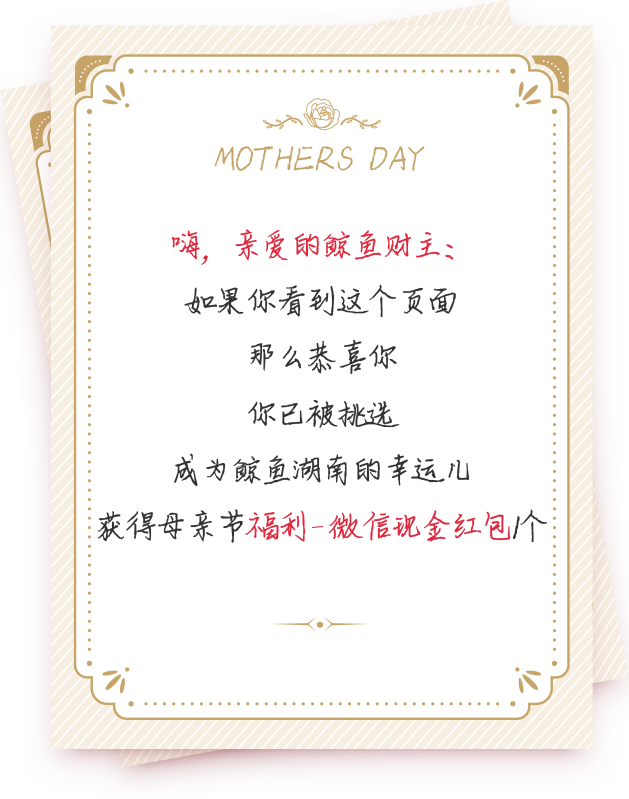 MOTHERS DAY
嗨，亲爱的鲸鱼财主：
如果你看到这个页面
那么恭喜你
你已被挑选
成为鲸鱼湖南的幸运儿
获得母亲节福利-微信现金红包1个